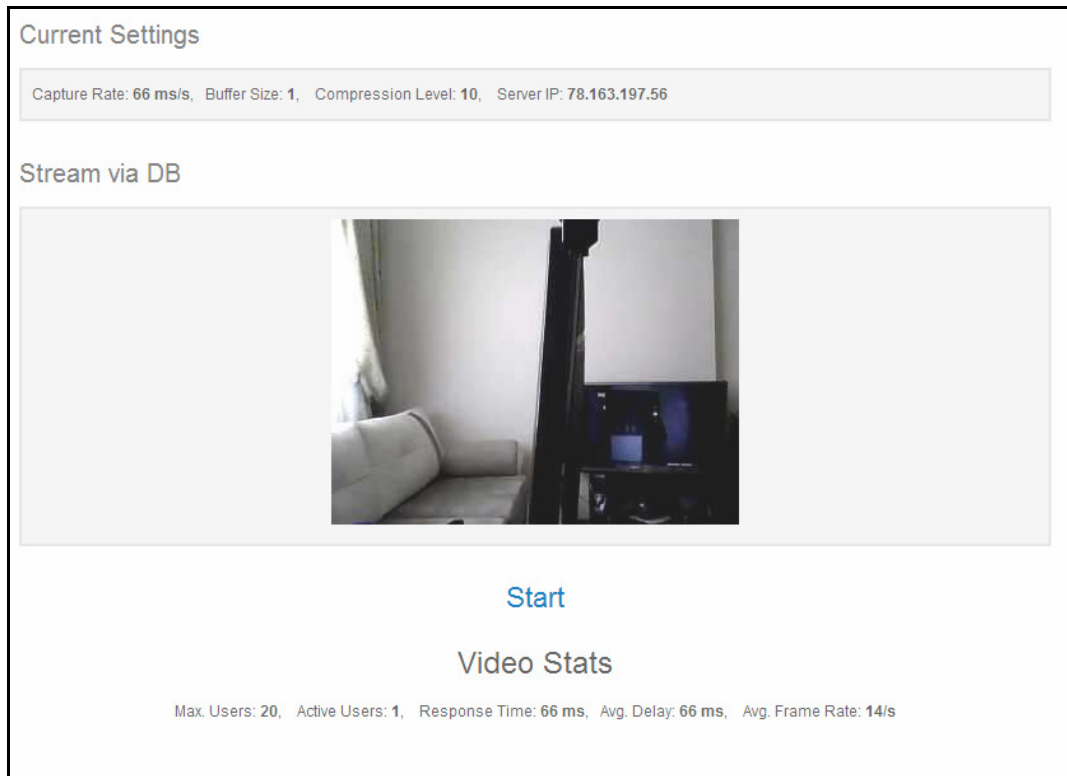 Current Settings
Capture Rate: 66 ms/s, Buffer Size: 1, Compression Level: 10, Server IP: 78.163.197.56
Stream via DB
Start
Video Stats
Max. Users: 20, Active Users: 1, Response Time: 66 ms, Avg. Delay: 66 ms, Avg. Frame Rate: 14/s